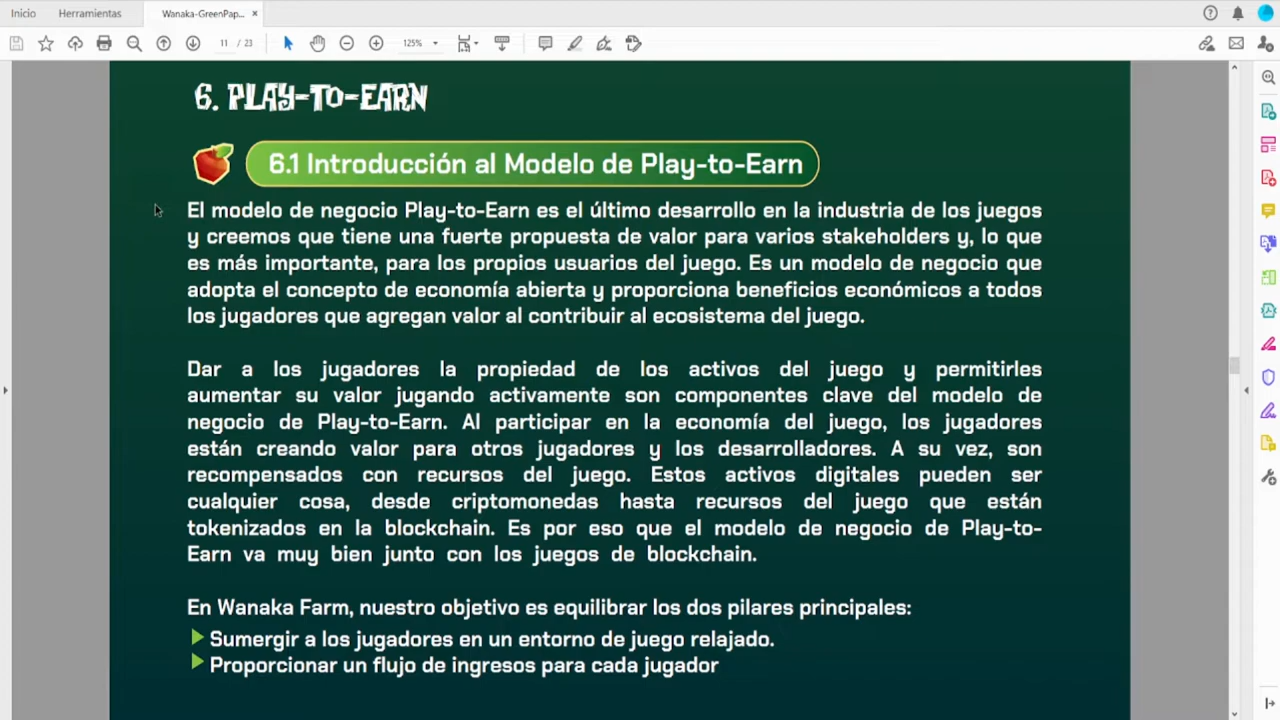 Inicio Herramientas Wanaka-GreenPap... ×
11 / 23 125%
6. PLAY-TO-EARN
6.1 Introducción al Modelo de Play-to-Earn
El modelo de negocio Play-to-Earn es el último desarrollo en la industria de los juegos
y creemos que tiene una fuerte propuesta de valor para varios stakeholders y, lo que
es más importante, para los propios usuarios del juego. Es un modelo de negocio que
adopta el concepto de economía abierta y proporciona beneficios económicos a todos
los jugadores que agregan valor al contribuir al ecosistema del juego.
Dar a los jugadores la propiedad de los activos del juego y permitirles
aumentar su valor jugando activamente son componentes clave del modelo de
negocio de Play-to-Earn. Al participar en la economía del juego, los jugadores
están creando valor para otros jugadores y los desarrolladores. A su vez, son
recompensados con recursos del juego. Estos activos digitales pueden ser
cualquier cosa, desde criptomonedas hasta recursos del juego que están
tokenizados en la blockchain. Es por eso que el modelo de negocio de Play-to-
Earn va muy bien junto con los juegos de blockchain.
En Wanaka Farm, nuestro objetivo es equilibrar los dos pilares principales:
Sumergir a los jugadores en un entorno de juego relajado.
Proporcionar un flujo de ingresos para cada jugador